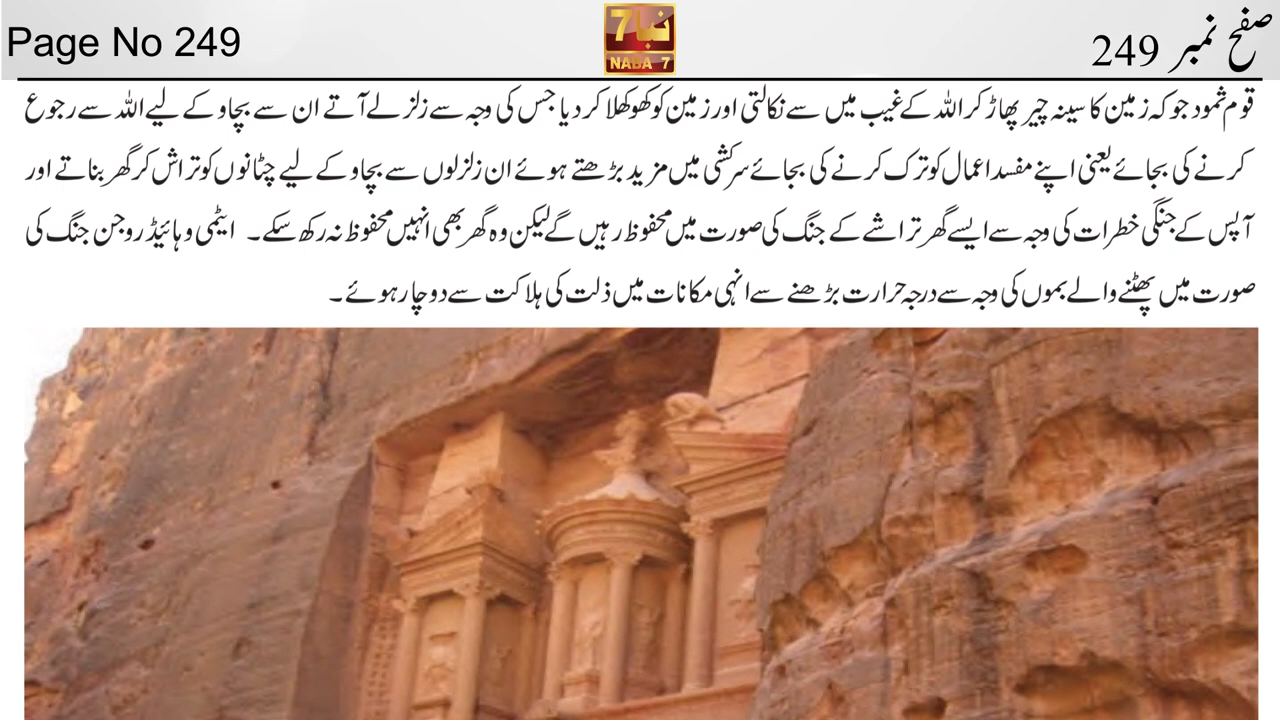 Page No 249
نبا 7
NABA 7
صفح نمبر 249
قوم ثمود جو کہ زمین کا سینہ چیر پھاڑ کر اللہ کے غیب میں سے نکالتی اور زمین کو کھوکھلا کر دیا جس کی وجہ سے زلزلے آتے ان سے بچاو کے لیے اللہ سے رجوع
کرنے کی بجائے یعنی اپنے مفسد اعمال کو ترک کرنے کی بجائے سرکشی میں مزید بڑھتے ہوئے ان زلزلوں سے بچاو کے لیے چٹانوں کو تراش کر گھر بناتے اور
آپس کے جنگی خطرات کی وجہ سے ایسے گھر تراشے کے جنگ کی صورت میں محفوظ رہیں گے لیکن وہ گھر بھی انہیں محفوظ نہ رکھ سکے۔ ایٹمی و ہائیڈروجن جنگ کی
صورت میں پھٹنے والے بموں کی وجہ سے درجہ حرارت بڑھنے سے انہی مکانات میں ذلت کی ہلاکت سے دوچار ہوئے۔